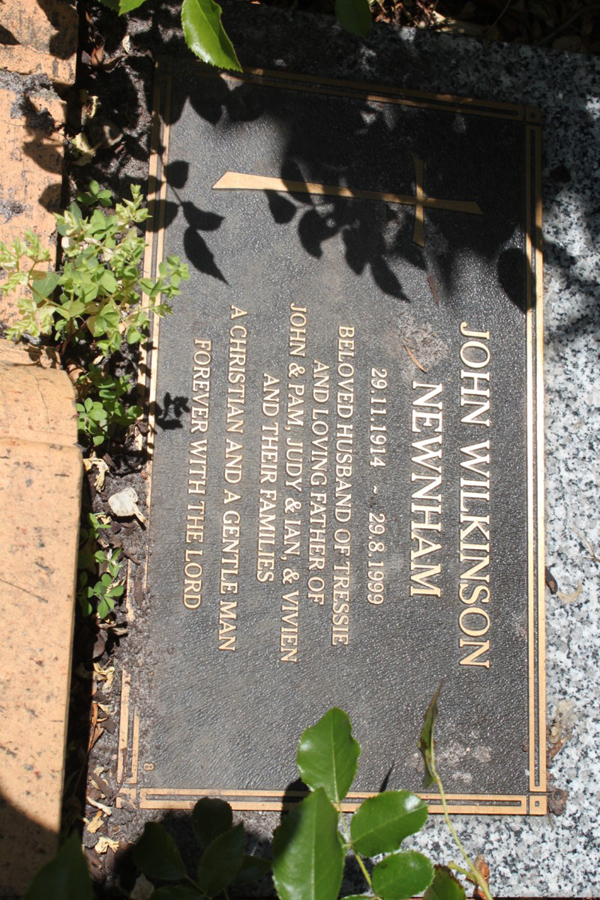 JOHN WILKINSON
NEWNHAM
29.11.1914 ~ 29.8.1999
BELOVED HUSBAND OF TRESSIE
AND LOVING FATHER OF
JOHN & PAM, JUDY & IAN, & VIVIEN
AND THEIR FAMILIES
A CHRISTIAN AND A GENTLE MAN
FOREVER WITH THE LORD